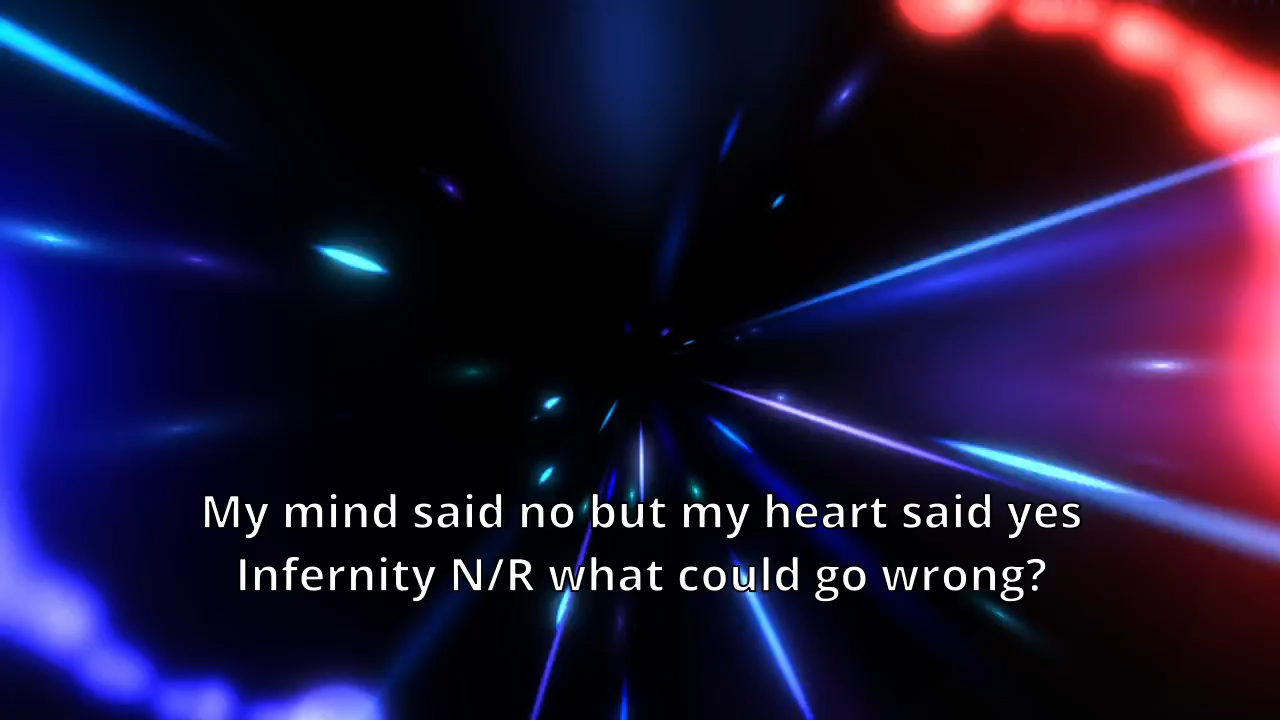 My mind said no but my heart said yes
Infernity N/R what could go wrong?